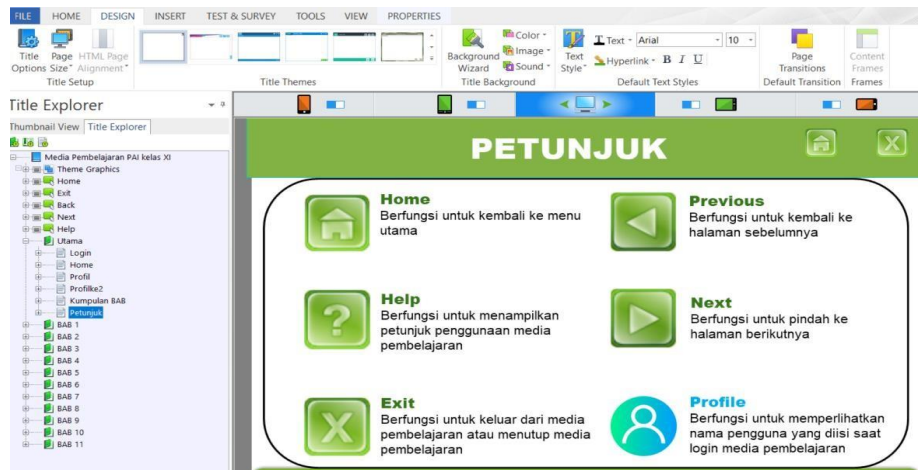 FILE HOME DESIGN INSERT TEST & SURVEY TOOLS VIEW PROPERTIES
Title Options
Page Size
HTML Page Alignment
Title Setup
Title Themes
Background Wizard
Color
Image
Sound
Title Background
Text Style
Text Arial 10
Hyperlink B I U
Default Text Styles
Page Transitions
Default Transition
Content Frames
Frames
Title Explorer
Thumbnail View Title Explorer
Media Pembelajaran PAI kelas XI
Theme Graphics
Home
Exit
Back
Next
Help
Utama
Login
Home
Profil
Profilke2
Kumpulan BAB
Petunjuk
BAB 1
BAB 2
BAB 3
BAB 4
BAB 5
BAB 6
BAB 7
BAB 8
BAB 9
BAB 10
BAB 11
PETUNJUK
X
Home
Berfungsi untuk kembali ke menu
utama
Previous
Berfungsi untuk kembali ke
halaman sebelumnya
?
Help
Berfungsi untuk menampilkan
petunjuk penggunaan media
pembelajaran
Next
Berfungsi untuk pindah ke
halaman berikutnya
X
Exit
Berfungsi untuk keluar dari media
pembelajaran atau menutup media
pembelajaran
Profile
Berfungsi untuk memperlihatkan
nama pengguna yang diisi saat
login media pembelajaran